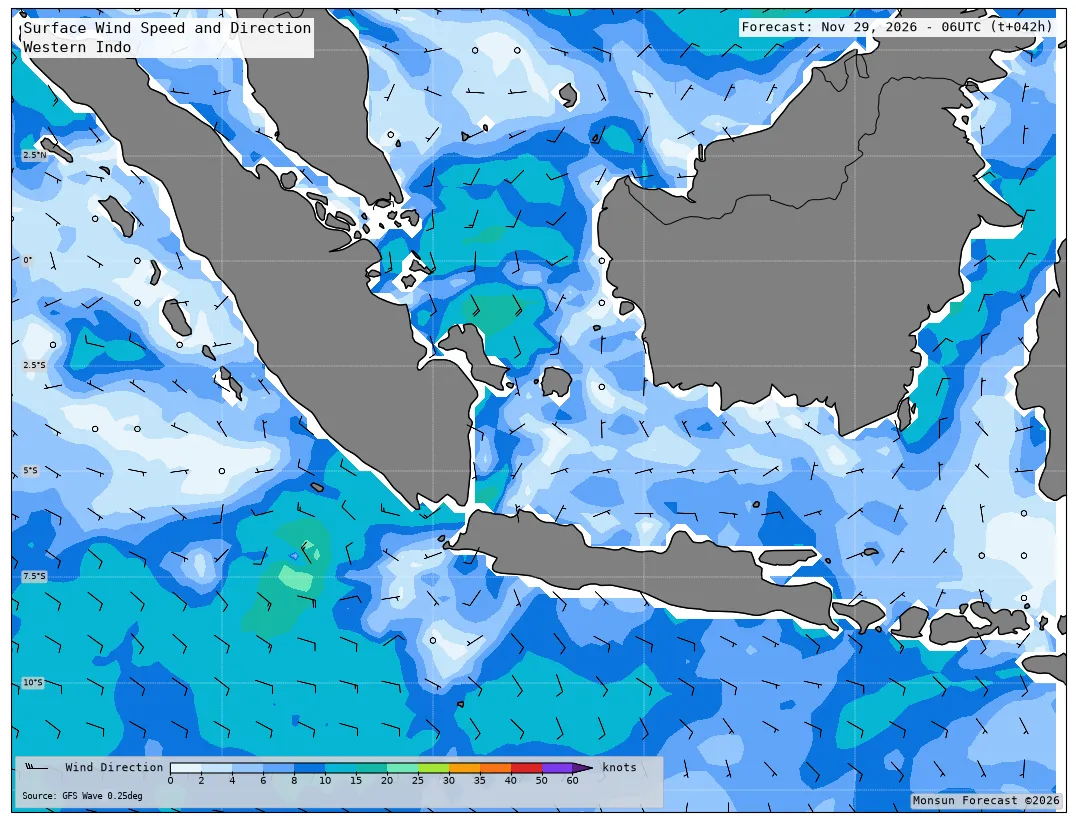 Surface Wind Speed and Direction
Western Indo
Forecast: Nov 29, 2026 - 06UTC (t+042h)
2.5°N
0°
2.5°S
5°S
7.5°S
10°S
Wind Direction
0 2 4 6 8 10 15 20 25 30 35 40 50 60
knots
Source: GFS Wave 0.25deg
Monsun Forecast ©2026